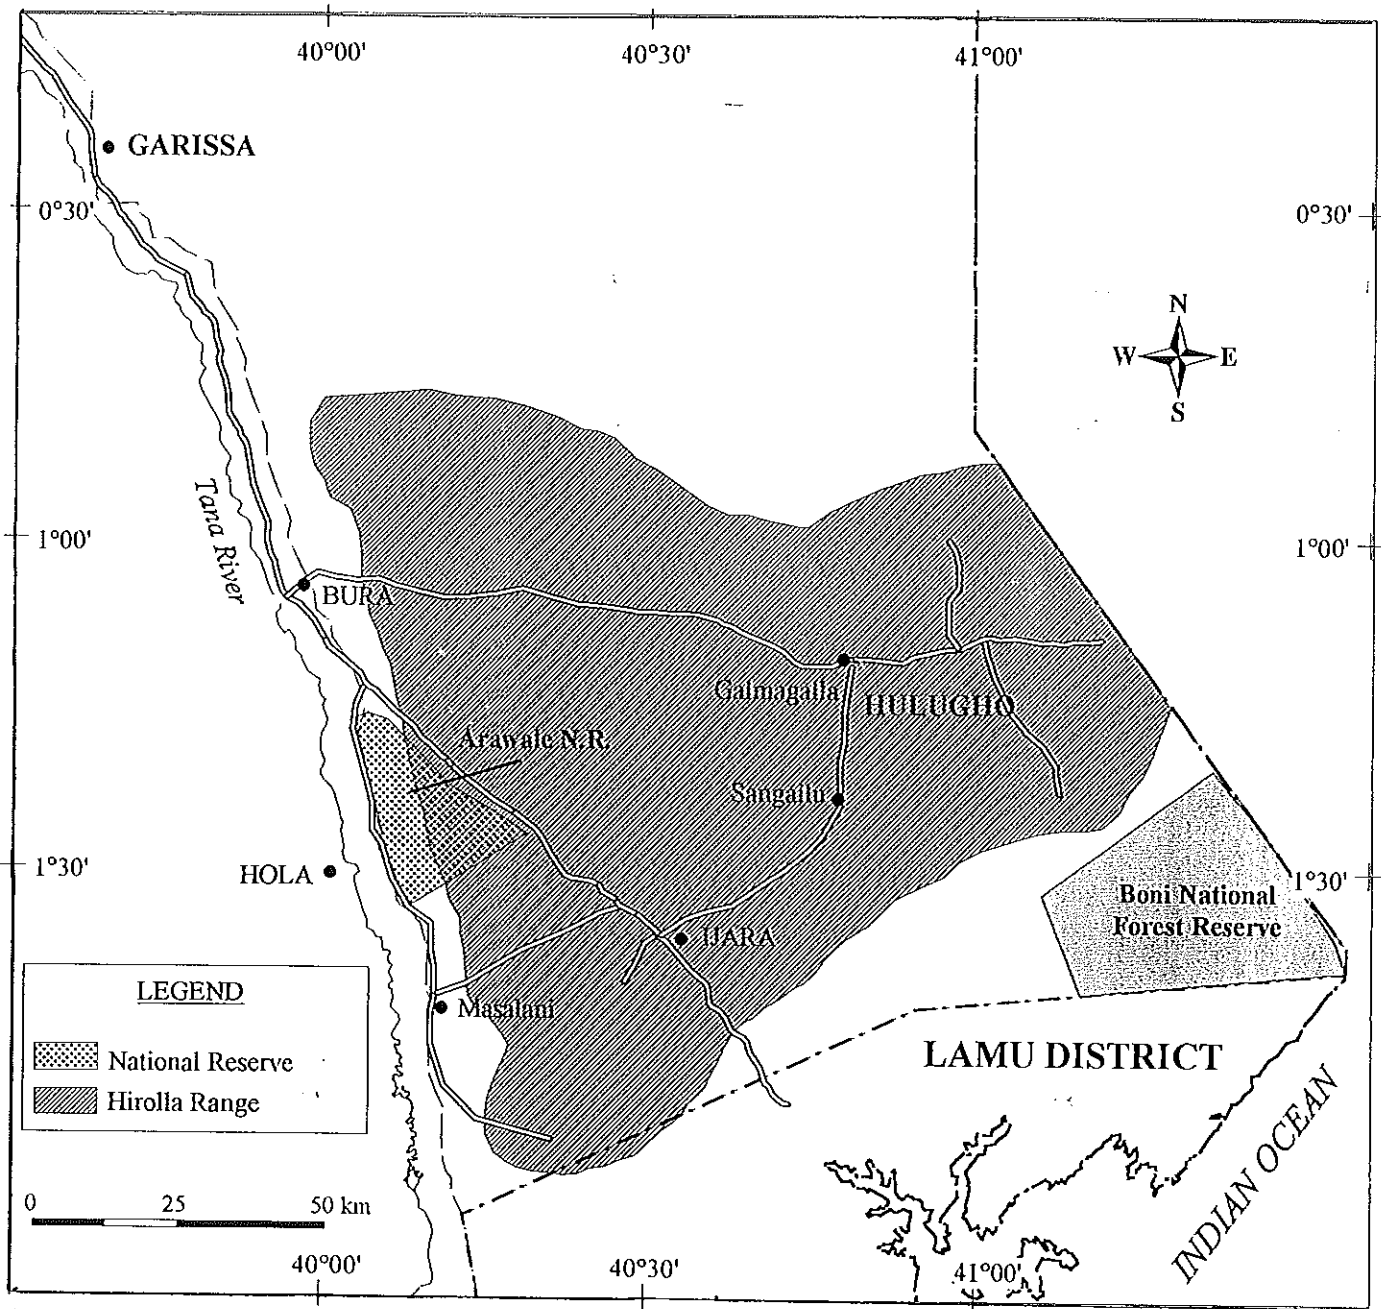 40°00'
40°30'
41°00'
GARISSA
0°30'
0°30'
N
W
E
S
Tana River
1°00'
1°00'
BURA
Galmagalla
HULUGHO
Arawale N.R.
Sangailu
HOLA
1°30'
1°30'
Boni National
Forest Reserve
IJARA
LEGEND
National Reserve
Hirolla Range
Masalani
LAMU DISTRICT
INDIAN OCEAN
0
25
50 km
40°00'
40°30'
41°00'